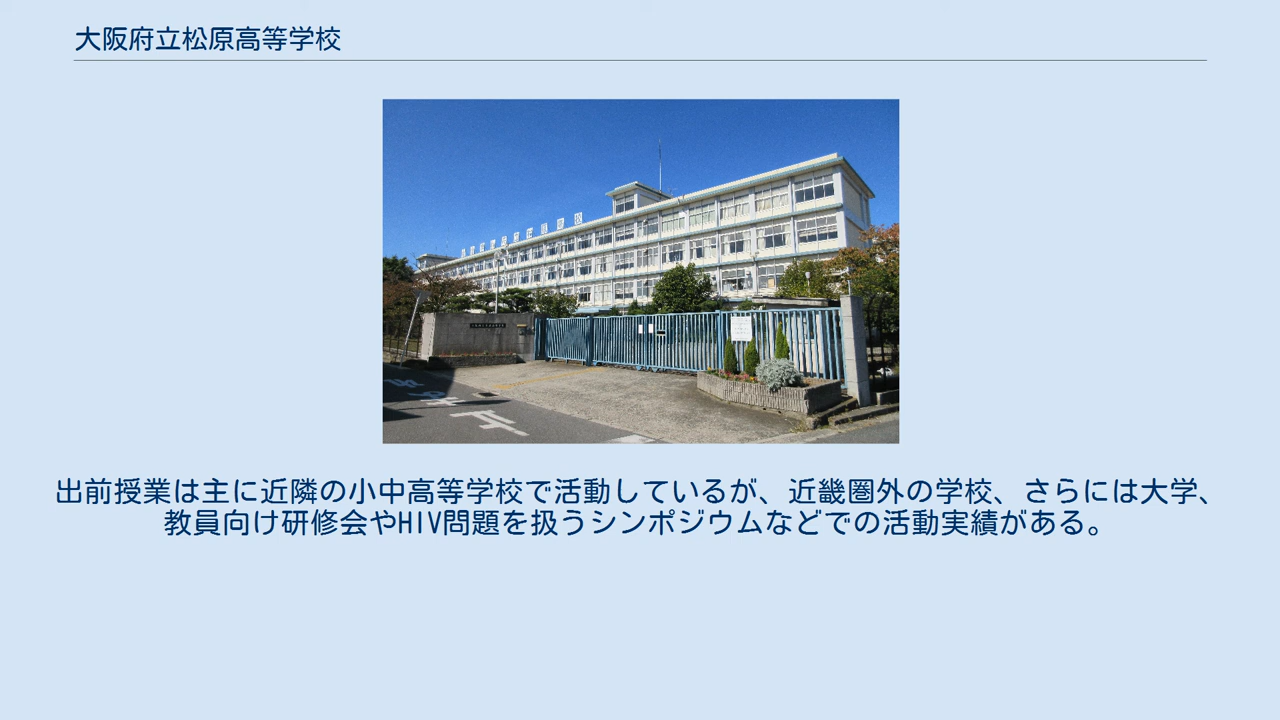 大阪府立松原高等学校
出前授業は主に近隣の小中高等学校で活動しているが、近畿圏外の学校、さらには大学、
教員向け研修会やHIV問題を扱うシンポジウムなどでの活動実績がある。